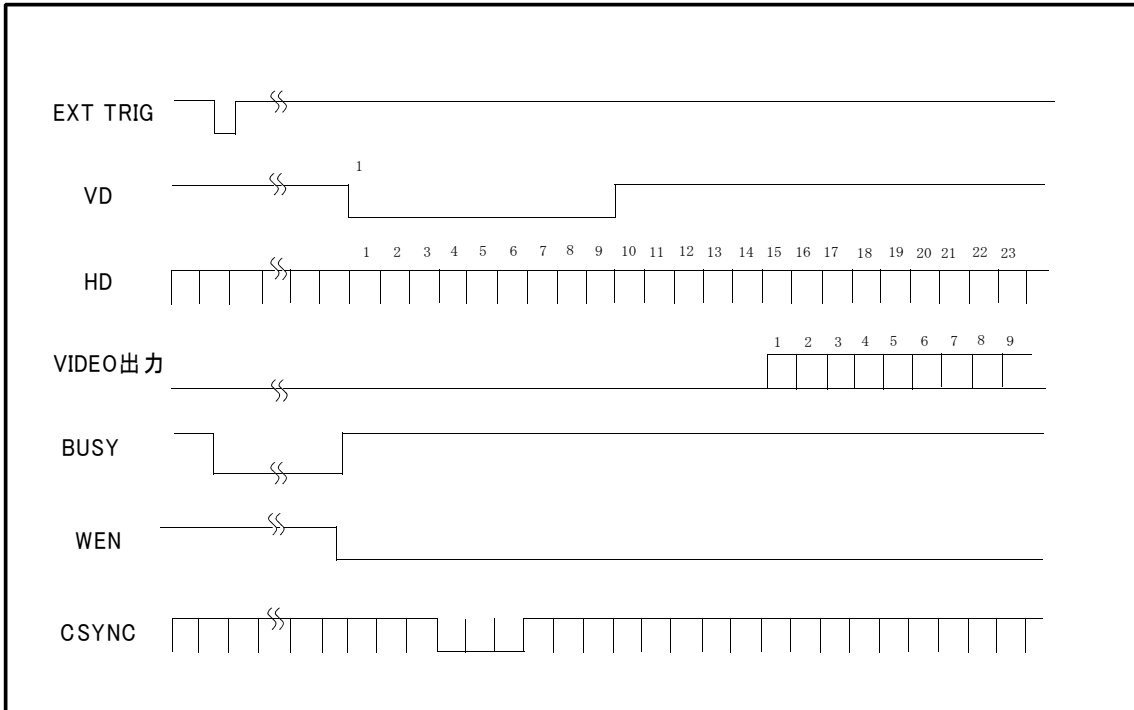 EXT TRIG
1
VD
1 2 3 4 5 6 7 8 9 10 11 12 13 14 15 16 17 18 19 20 21 22 23
HD
1 2 3 4 5 6 7 8 9
VIDEO出力
BUSY
WEN
CSYNC